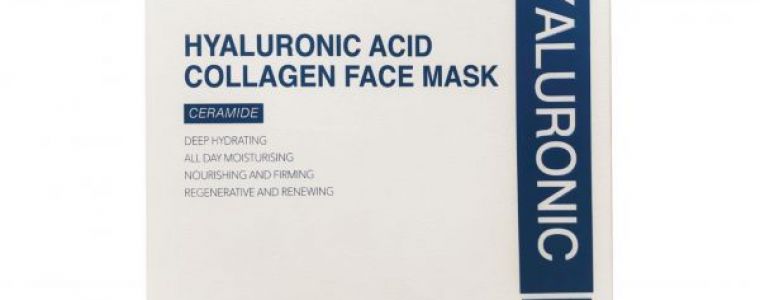 HYALURONIC ACID
COLLAGEN FACE MASK
CERAMIDE
DEEP HYDRATING
ALL DAY MOISTURISING
NOURISHING AND FIRMING
REGENERATIVE AND RENEWING
YALURONIC